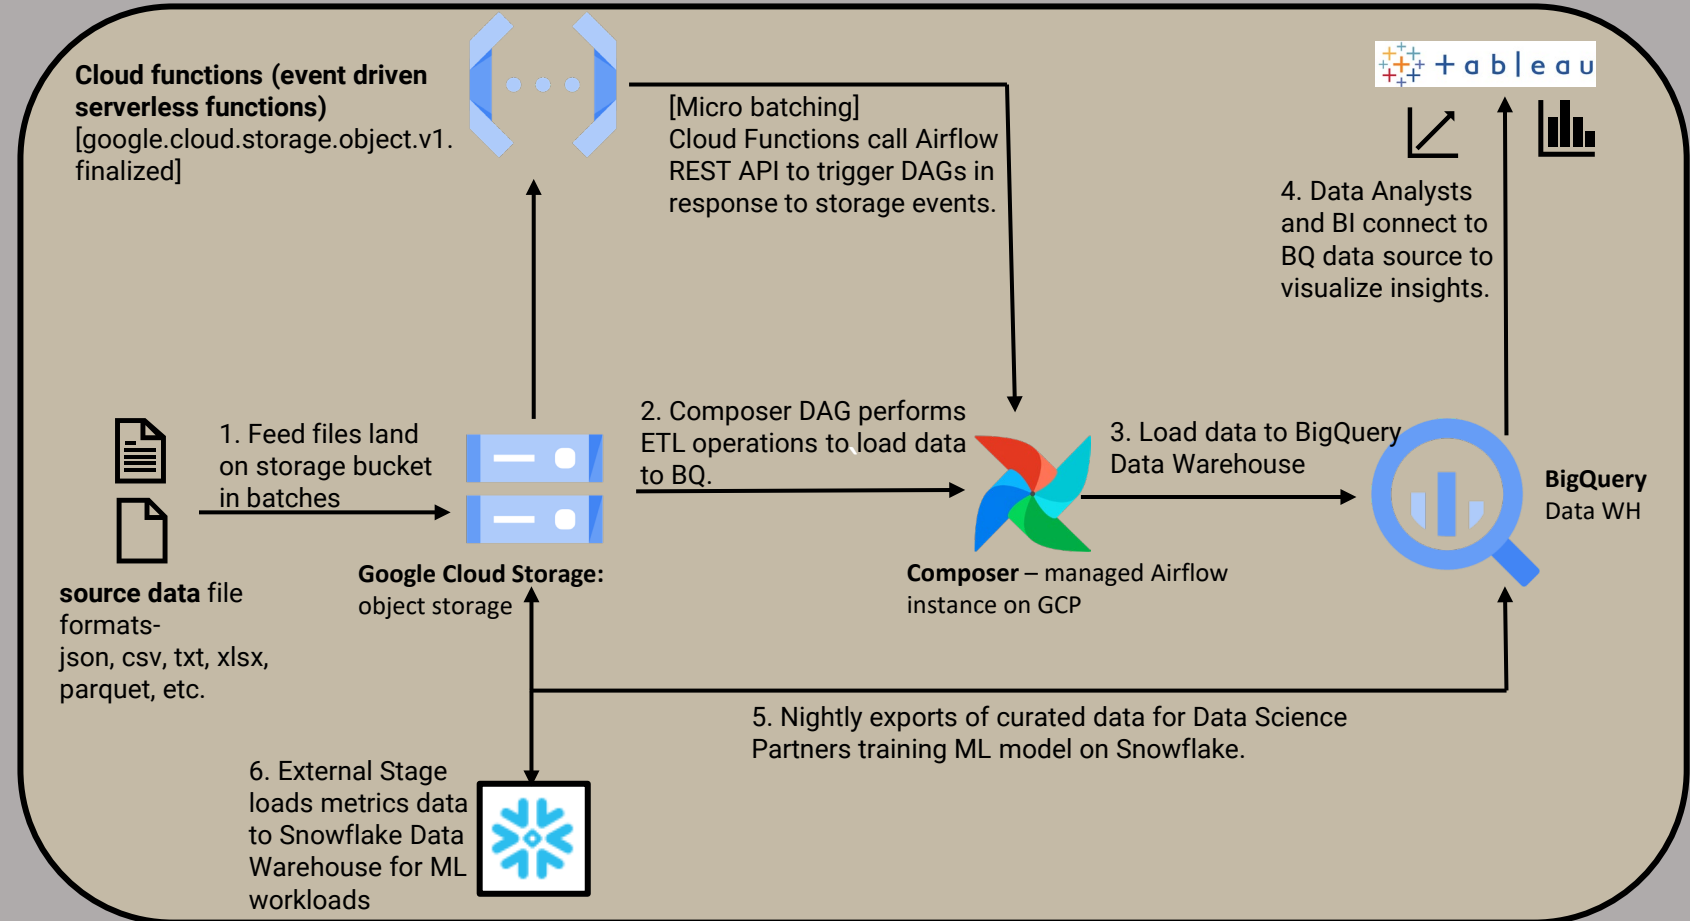 Cloud functions (event driven
serverless functions)
[google.cloud.storage.object.v1.
finalized]
[Micro batching]
Cloud Functions call Airflow
REST API to trigger DAGs in
response to storage events.
+ableau
4. Data Analysts
and BI connect to
BQ data source to
visualize insights.
1. Feed files land
on storage bucket
in batches
2. Composer DAG performs
ETL operations to load data
to BQ.
3. Load data to BigQuery
Data Warehouse
BigQuery
Data WH
source data file
formats-
json, csv, txt, xlsx,
parquet, etc.
Google Cloud Storage:
object storage
Composer – managed Airflow
instance on GCP
5. Nightly exports of curated data for Data Science
Partners training ML model on Snowflake.
6. External Stage
loads metrics data
to Snowflake Data
Warehouse for ML
workloads